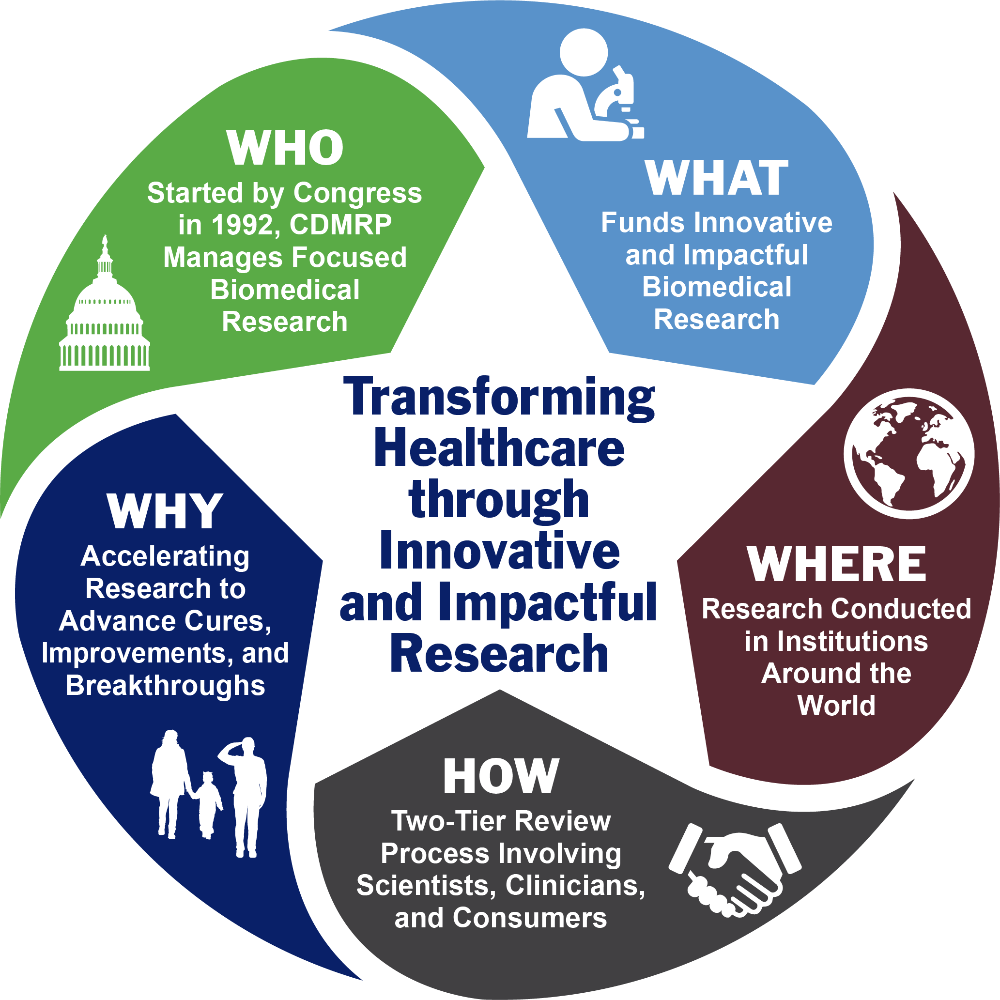 WHO
Started by Congress
in 1992, CDMRP
Manages Focused
Biomedical
Research
WHAT
Funds Innovative
and Impactful
Biomedical
Research
WHERE
Research Conducted
in Institutions
Around the
World
HOW
Two-Tier Review
Process Involving
Scientists, Clinicians,
and Consumers
WHY
Accelerating
Research to
Advance Cures,
Improvements, and
Breakthroughs
Transforming
Healthcare
through
Innovative
and Impactful
Research